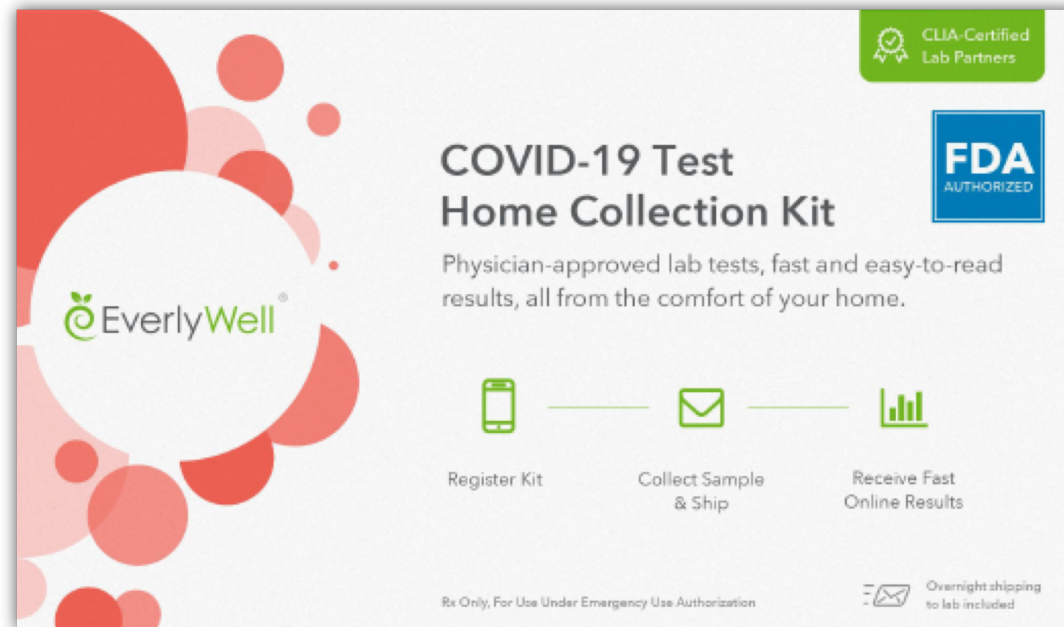 CLIA-Certified
Lab Partners
FDA
AUTHORIZED
COVID-19 Test
Home Collection Kit
Physician-approved lab tests, fast and easy-to-read
results, all from the comfort of your home.
EverlyWell®
Register Kit
Collect Sample
& Ship
Receive Fast
Online Results
Rx Only, For Use Under Emergency Use Authorization
Overnight shipping
to lab included